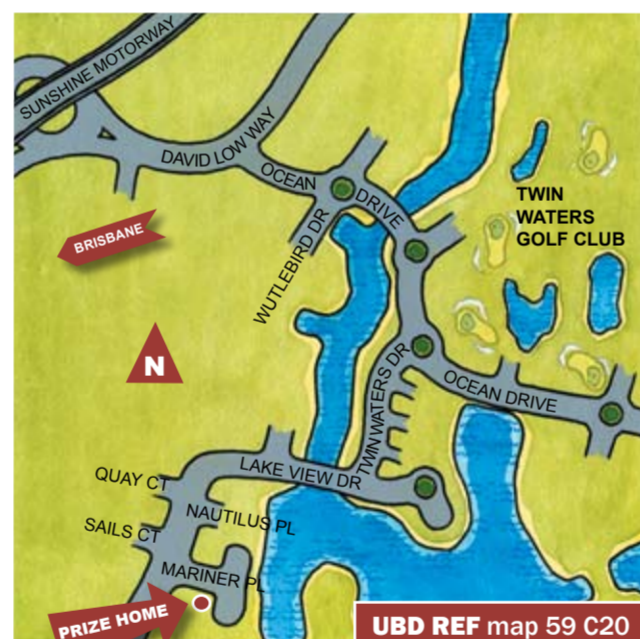 SUNSHINE MOTORWAY
DAVID LOW WAY
OCEAN DRIVE
TWIN
WATERS
GOLF CLUB
BRISBANE
WUTLEBIRD DR
N
TWIN WATERS DR
OCEAN DRIVE
LAKE VIEW DR
QUAY CT
NAUTILUS PL
SAILS CT
MARINER PL
PRIZE HOME
UBD REF map 59 C20